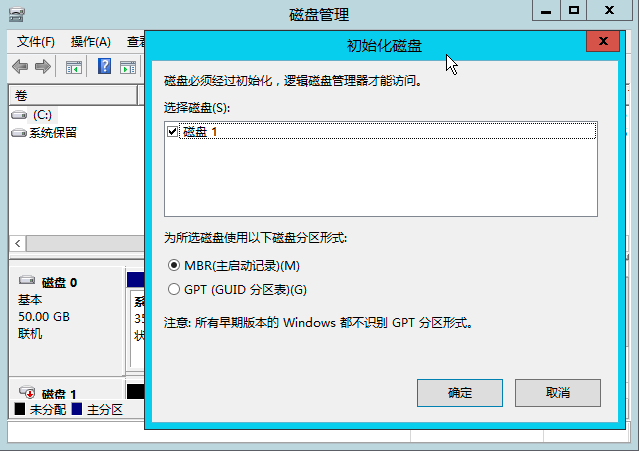 磁盘管理
文件(F) 操作(A) 查看
初始化磁盘
磁盘必须经过初始化，逻辑磁盘管理器才能访问。
选择磁盘(S):
磁盘 1
为所选磁盘使用以下磁盘分区形式:
MBR(主启动记录)(M)
GPT (GUID 分区表)(G)
注意: 所有早期版本的 Windows 都不识别 GPT 分区形式。
确定 取消
卷
(C:)
系统保留
磁盘 0
基本
50.00 GB
联机
系
35
状
磁盘 1
未分配 主分区